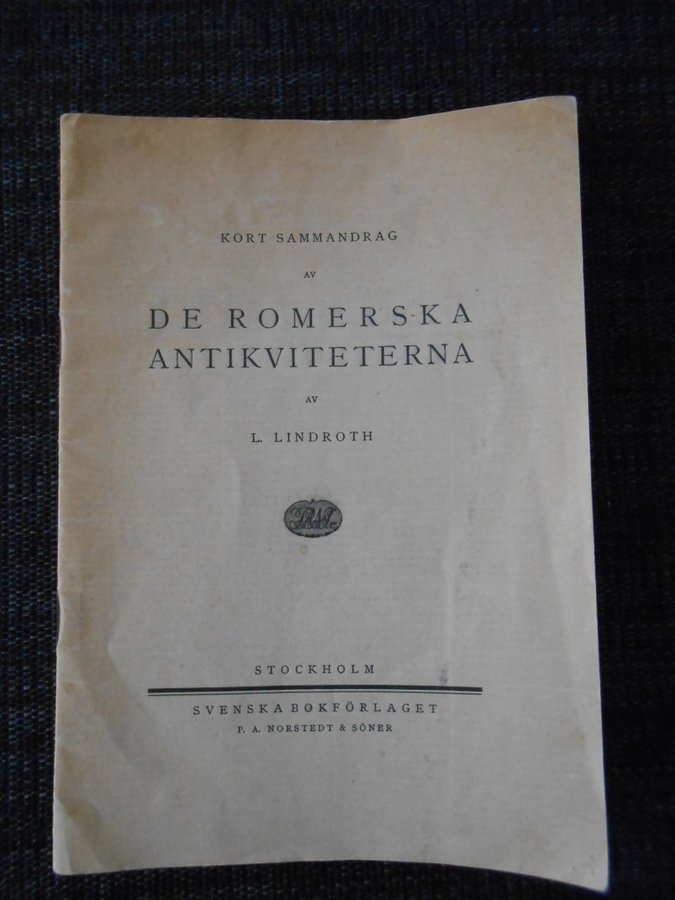 KORT SAMMANDRAG
AV
DE ROMERSKA
ANTIKVITETERNA
AV
L. LINDROTH
STOCKHOLM
SVENSKA BOKFÖRLAGET
P. A. NORSTEDT & SÖNER